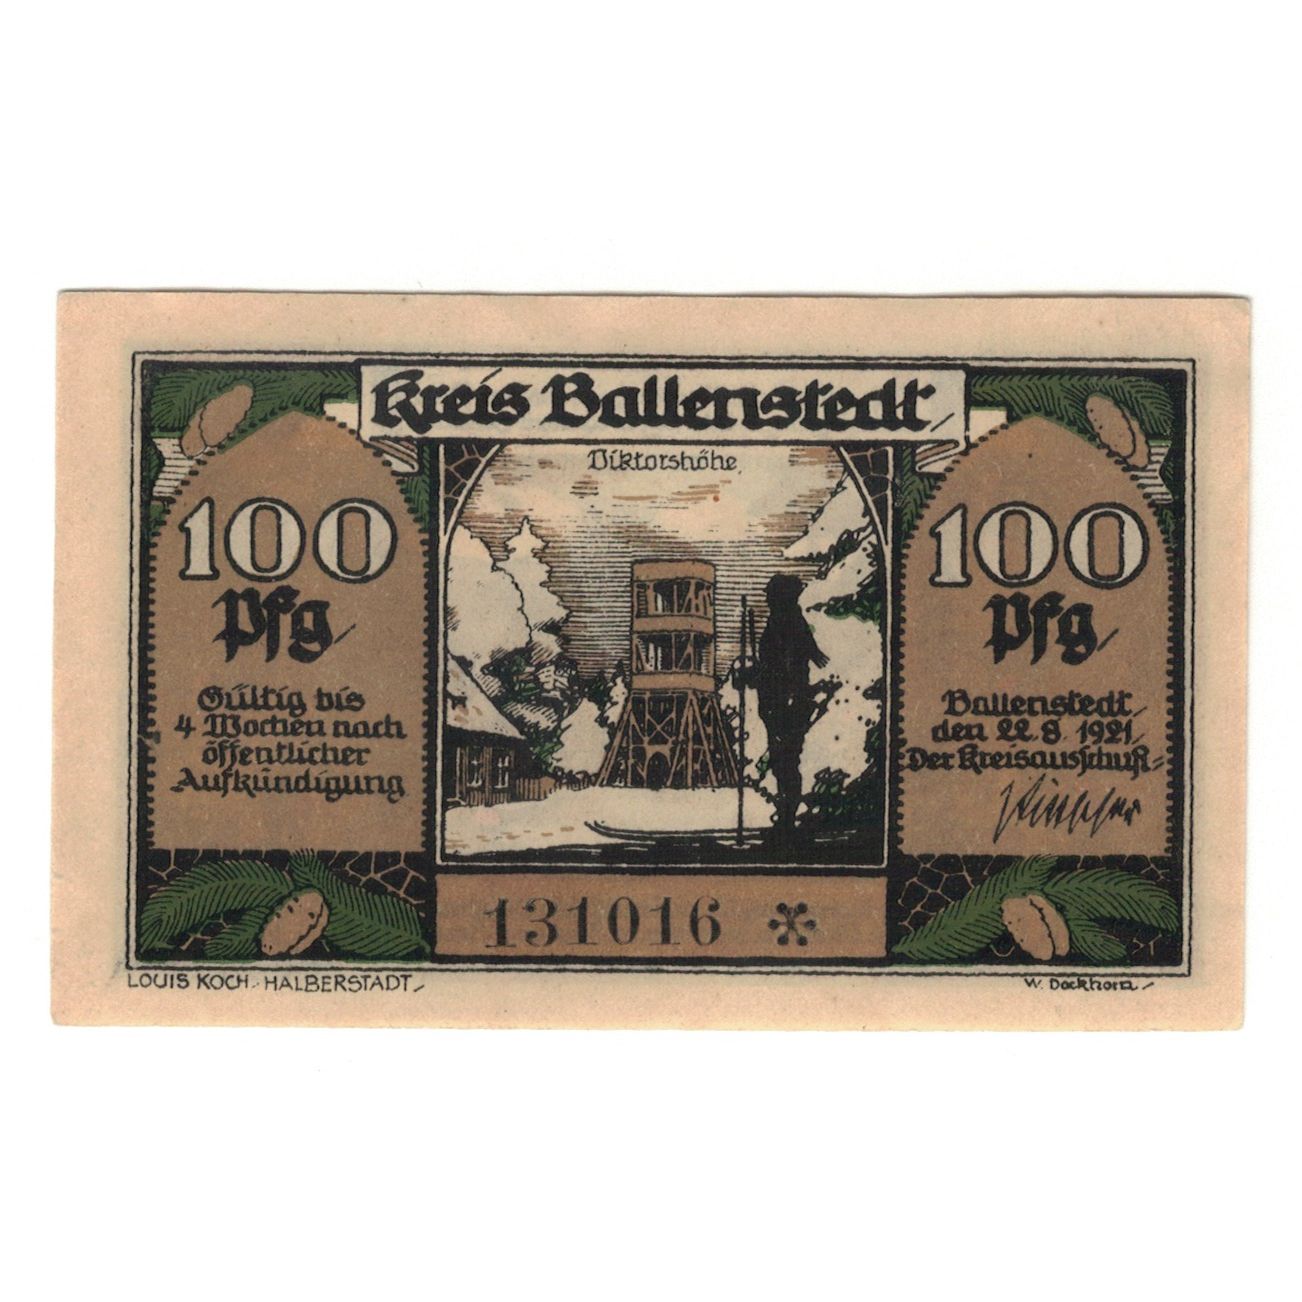 Kreis Ballenstedt
Viktorshöhe
100
Pfg
Gültig bis
4 Wochen nach
öffentlicher
Aufkündigung
100
Pfg
Ballenstedt
den 22.8.1921
Der Kreisausschuß
131016 *
LOUIS KOCH. HALBERSTADT
W. Dockhorn